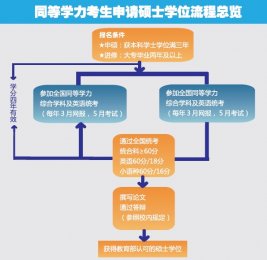 同等学力考生申请硕士学位流程总览
报名条件
★申硕：获本科学士学位满三年
★进修：大专毕业两年及以上
学分四年有效
参加全国同等学力
综合学科及英语统考
（每年3月网报，5月考试）
参加全国同等学力
综合学科及英语统考
（每年3月网报，5月考试）
通过全国统考
统合科≥60分
英语60分/18分
小语种60分/16分
撰写论文
通过答辩
（参照校内规定）
获得教育部认可的硕士学位